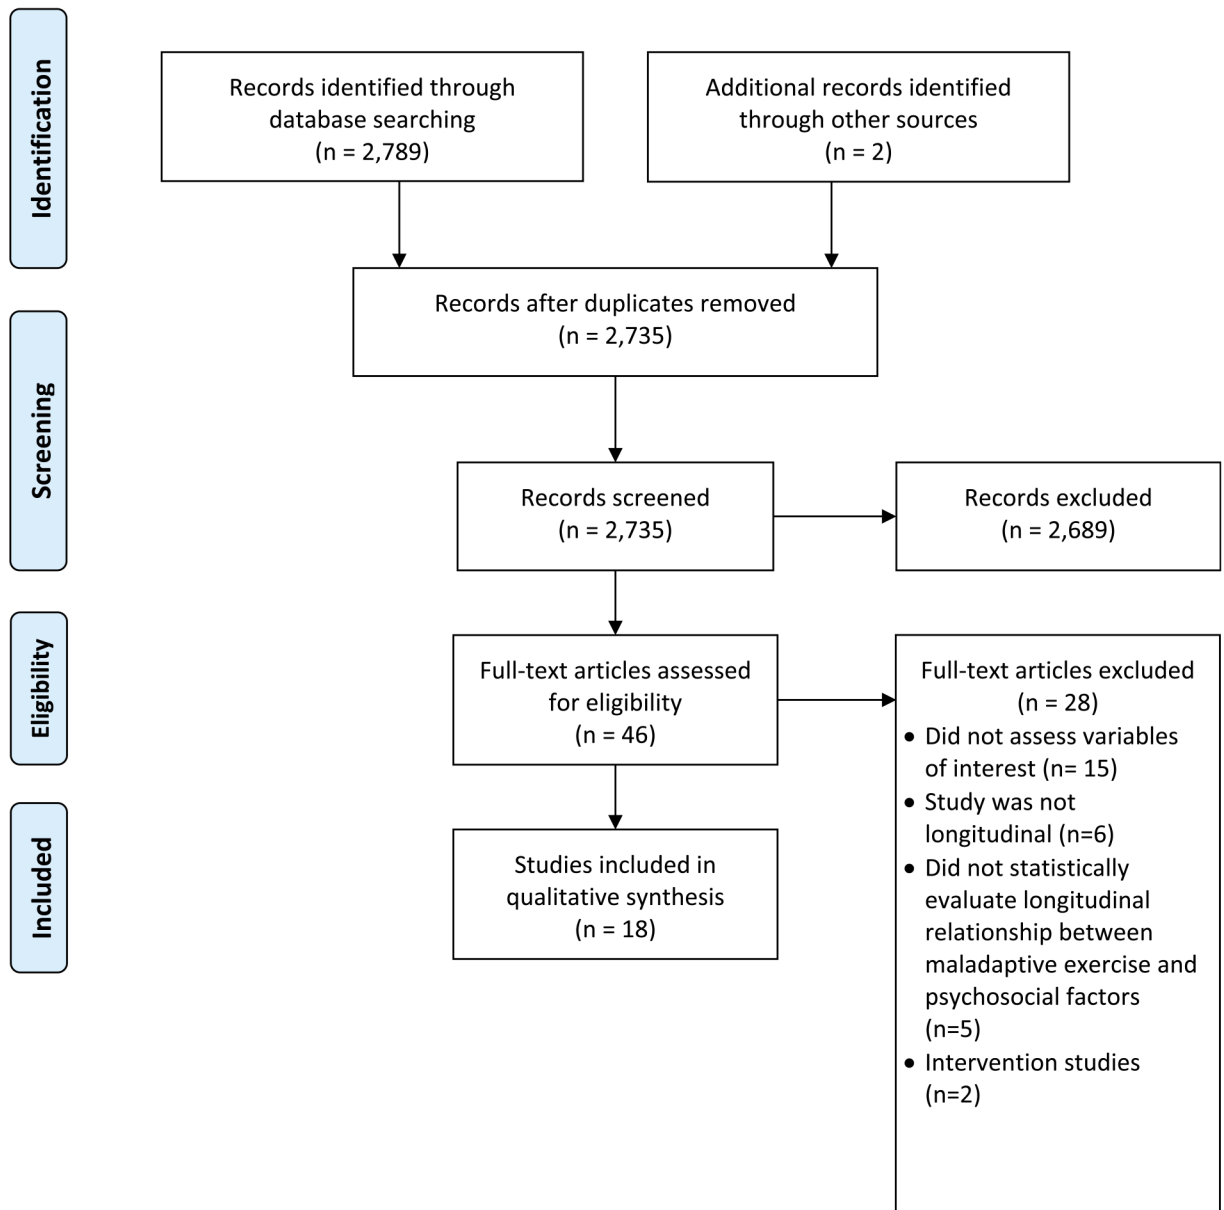 Identification
Records identified through
database searching
(n = 2,789)
Additional records identified
through other sources
(n = 2)
Records after duplicates removed
(n = 2,735)
Screening
Records screened
(n = 2,735)
Records excluded
(n = 2,689)
Eligibility
Full-text articles assessed
for eligibility
(n = 46)
Full-text articles excluded
(n = 28)
• Did not assess variables
of interest (n= 15)
• Study was not
longitudinal (n=6)
• Did not statistically
evaluate longitudinal
relationship between
maladaptive exercise and
psychosocial factors
(n=5)
• Intervention studies
(n=2)
Included
Studies included in
qualitative synthesis
(n = 18)